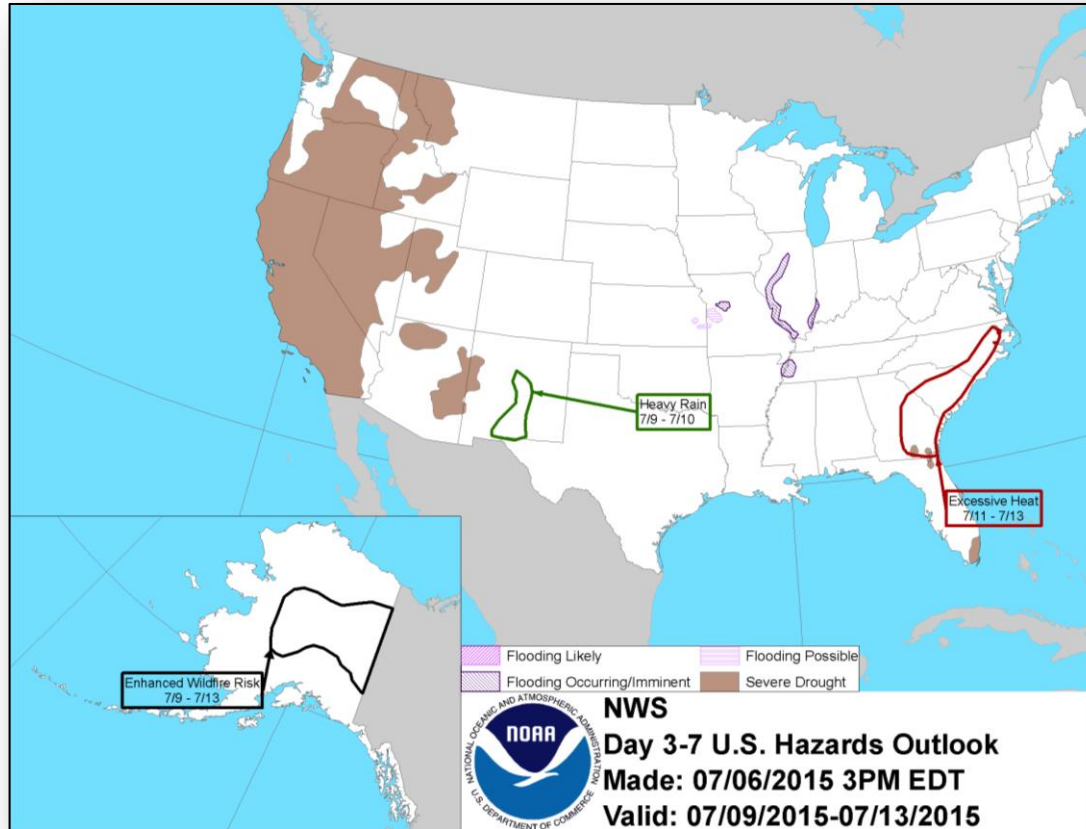 Heavy Rain
7/9 - 7/10
Excessive Heat
7/11 - 7/13
Enhanced Wildfire Risk
7/9 - 7/13
Flooding Likely
Flooding Possible
Flooding Occurring/Imminent
Severe Drought
NATIONAL OCEANIC AND ATMOSPHERIC ADMINISTRATION
NOAA
U.S. DEPARTMENT OF COMMERCE
NWS
Day 3-7 U.S. Hazards Outlook
Made: 07/06/2015 3PM EDT
Valid: 07/09/2015-07/13/2015